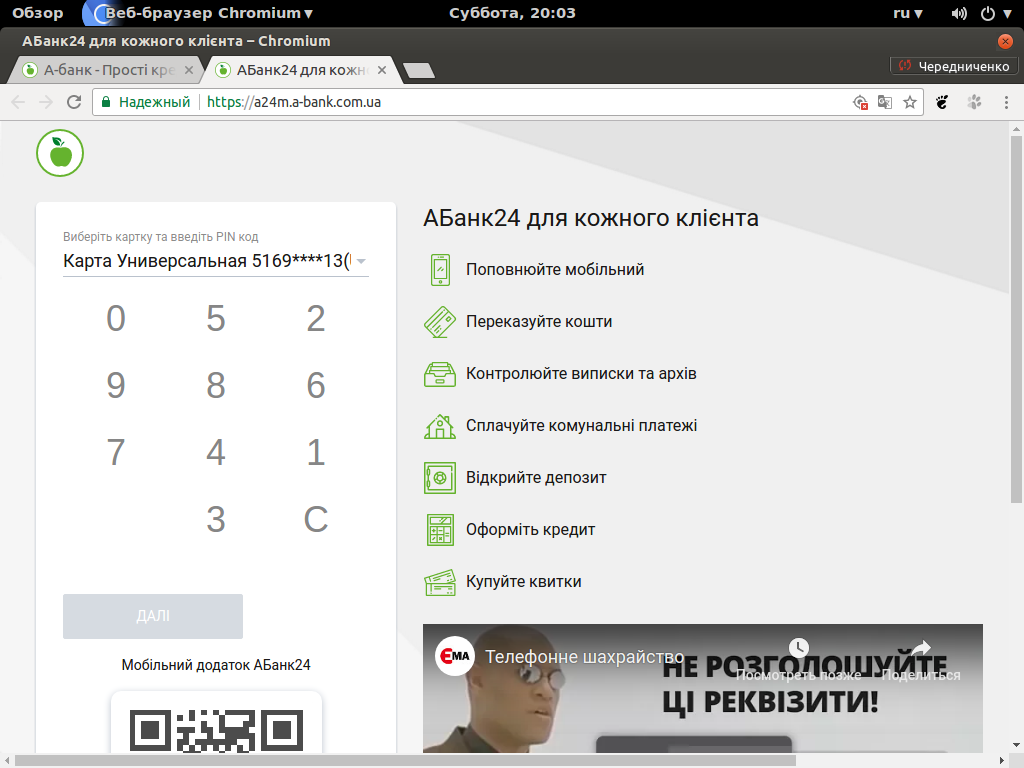 Обзор
Веб-браузер Chromium ▾
Суббота, 20:03
ru ▾
АБанк24 для кожного клієнта – Chromium
А-банк - Прості кре
АБанк24 для кожн
Чередниченко
Надежный
https://a24m.a-bank.com.ua
Виберіть картку та введіть PIN код
Карта Универсальная 5169****13(
0 5 2
9 8 6
7 4 1
3 C
ДАЛІ
Мобільний додаток АБанк24
АБанк24 для кожного клієнта
Поповнюйте мобільний
Переказуйте кошти
Контролюйте виписки та архів
Сплачуйте комунальні платежі
Відкрийте депозит
Оформіть кредит
Купуйте квитки
ЕМА
Телефонне шахрайство
Посмотреть позже
Поделиться
НЕ РОЗГОЛОШУЙТЕ
ЦІ РЕКВІЗИТИ!